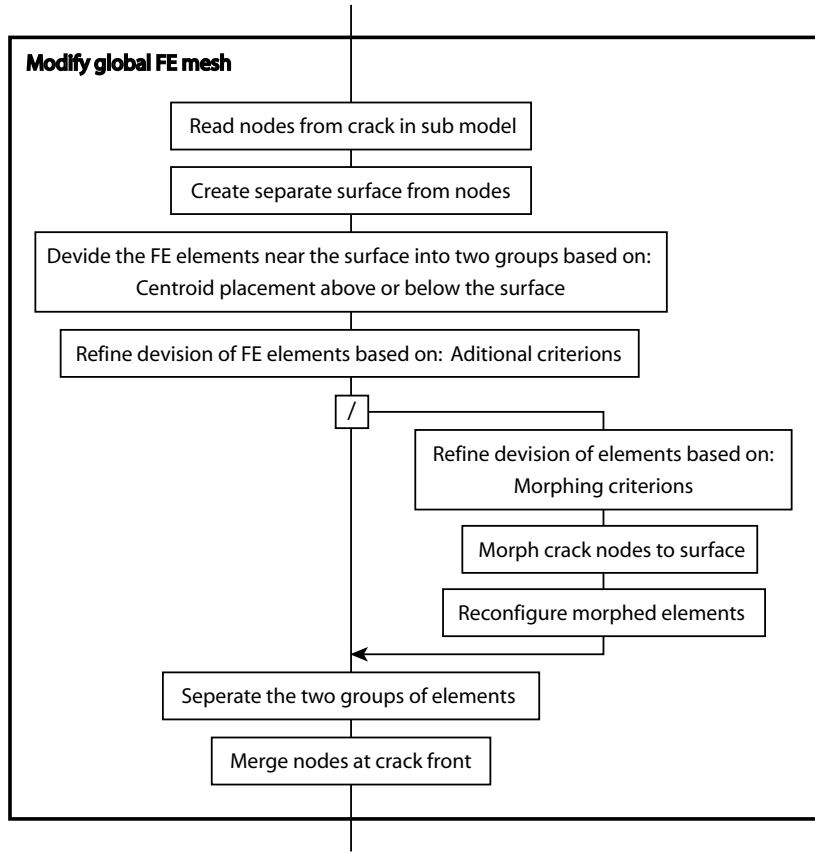 Modify global FE mesh
Read nodes from crack in sub model
Create separate surface from nodes
Devide the FE elements near the surface into two groups based on:
Centroid placement above or below the surface
Refine devision of FE elements based on: Aditional criterions
/
Refine devision of elements based on:
Morphing criterions
Morph crack nodes to surface
Reconfigure morphed elements
Seperate the two groups of elements
Merge nodes at crack front